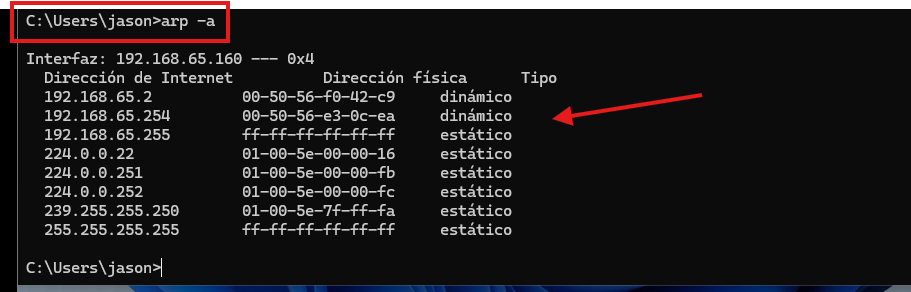 C:\Users\jason>arp -a
Interfaz: 192.168.65.160 --- 0x4
Dirección de Internet Dirección física Tipo
192.168.65.2 00-50-56-f0-42-c9 dinámico
192.168.65.254 00-50-56-e3-0c-ea dinámico
192.168.65.255 ff-ff-ff-ff-ff-ff estático
224.0.0.22 01-00-5e-00-00-16 estático
224.0.0.251 01-00-5e-00-00-fb estático
224.0.0.252 01-00-5e-00-00-fc estático
239.255.255.250 01-00-5e-7f-ff-fa estático
255.255.255.255 ff-ff-ff-ff-ff-ff estático
C:\Users\jason>